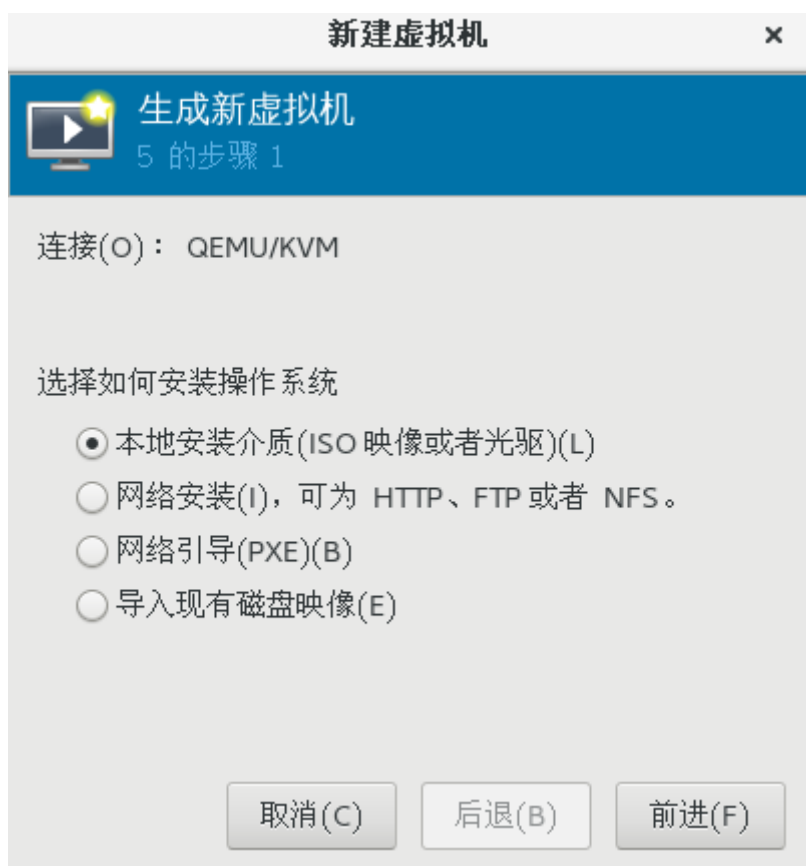 新建虚拟机 ×
生成新虚拟机
5 的步骤 1
连接(O)： QEMU/KVM
选择如何安装操作系统
本地安装介质(ISO 映像或者光驱)(L)
网络安装(I)，可为 HTTP、FTP 或者 NFS。
网络引导(PXE)(B)
导入现有磁盘映像(E)
取消(C) 后退(B) 前进(F)